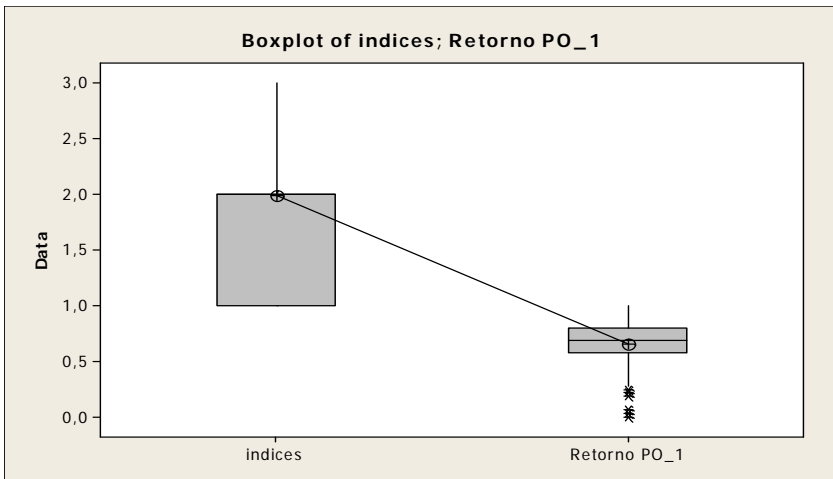 Boxplot of indices; Retorno PO_1
3,0
2,5
2,0
1,5
1,0
0,5
0,0
Data
indices
Retorno PO_1